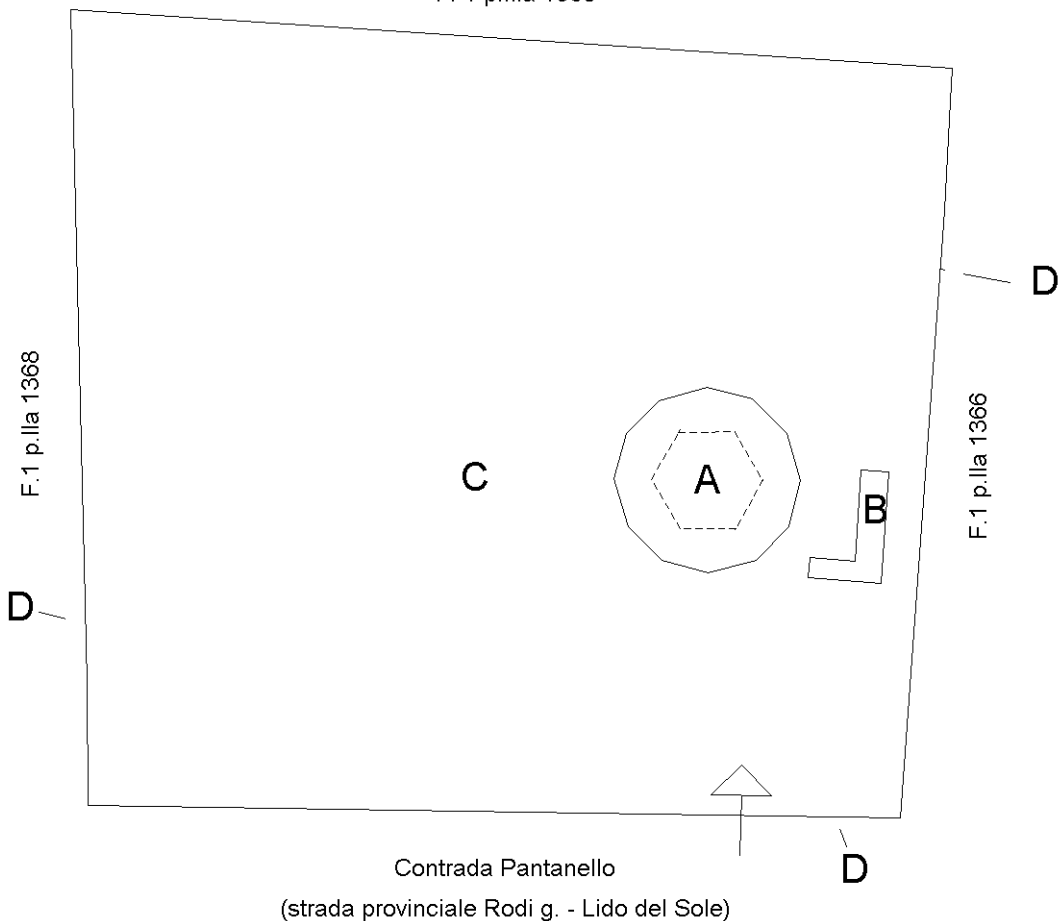 D
F.1 p.lla 1368
F.1 p.lla 1366
C
A
B
D
D
Contrada Pantanello
(strada provinciale Rodi g. - Lido del Sole)